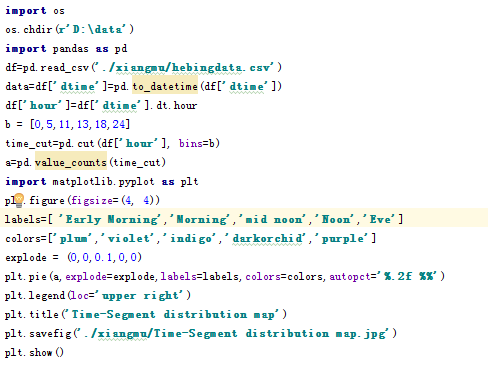 import os
os.chdir(r'D:\data')
import pandas as pd
df=pd.read_csv('./xiangmu/hebingdata.csv')
data=df['dtime']=pd.to_datetime(df['dtime'])
df['hour']=df['dtime'].dt.hour
b = [0,5,11,13,18,24]
time_cut=pd.cut(df['hour'], bins=b)
a=pd.value_counts(time_cut)
import matplotlib.pyplot as plt
plt.figure(figsize=(4, 4))
labels=[ 'Early Morning','Morning','mid noon','Noon','Eve']
colors=['plum','violet','indigo','darkorchid','purple']
explode = (0,0,0.1,0,0)
plt.pie(a,explode=explode,labels=labels,colors=colors,autopct='%.2f %%')
plt.legend(loc='upper right')
plt.title('Time-Segment distribution map')
plt.savefig('./xiangmu/Time-Segment distribution map.jpg')
plt.show()